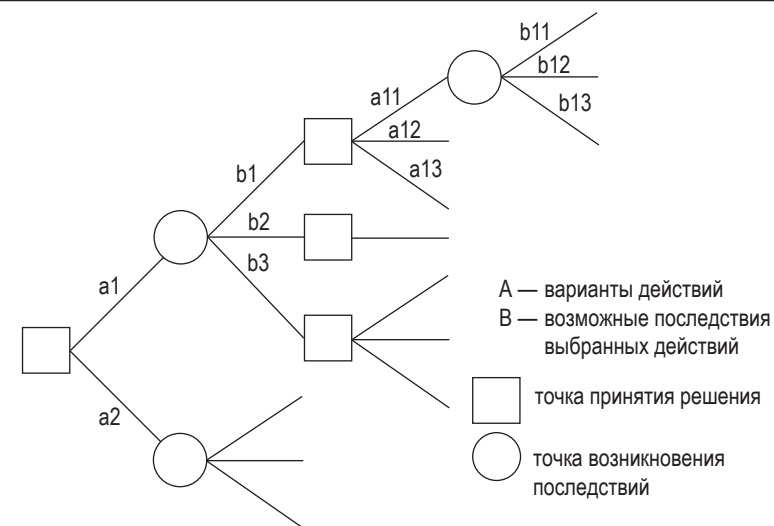 b11
b12
b13
a11
a12
a13
b1
b2
b3
a1
a2
A — варианты действий
B — возможные последствия
выбранных действий
точка принятия решения
точка возникновения
последствий